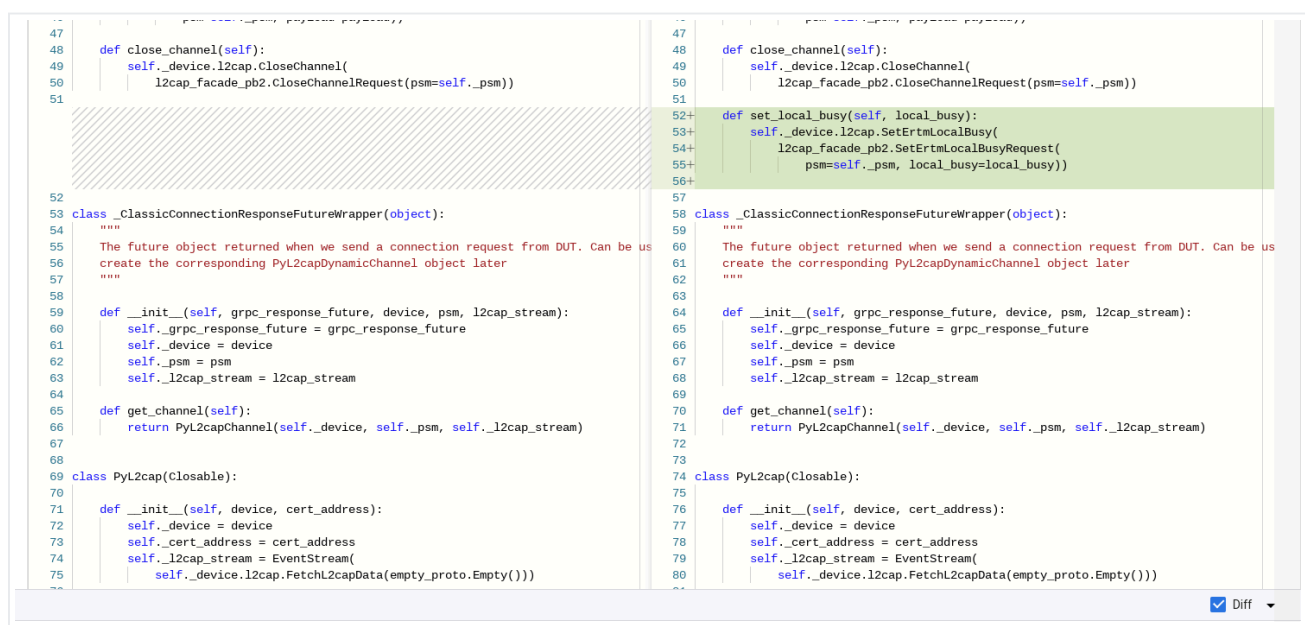 47
48 def close_channel(self):
49 self._device.l2cap.CloseChannel(
50 l2cap_facade_pb2.CloseChannelRequest(psm=self._psm))
51
52
53 class _ClassicConnectionResponseFutureWrapper(object):
54 """
55 The future object returned when we send a connection request from DUT. Can be us
56 create the corresponding PyL2capDynamicChannel object later
57 """
58
59 def __init__(self, grpc_response_future, device, psm, l2cap_stream):
60 self._grpc_response_future = grpc_response_future
61 self._device = device
62 self._psm = psm
63 self._l2cap_stream = l2cap_stream
64
65 def get_channel(self):
66 return PyL2capChannel(self._device, self._psm, self._l2cap_stream)
67
68
69 class PyL2cap(Closable):
70
71 def __init__(self, device, cert_address):
72 self._device = device
73 self._cert_address = cert_address
74 self._l2cap_stream = EventStream(
75 self._device.l2cap.FetchL2capData(empty_proto.Empty()))
47
48 def close_channel(self):
49 self._device.l2cap.CloseChannel(
50 l2cap_facade_pb2.CloseChannelRequest(psm=self._psm))
51
52+ def set_local_busy(self, local_busy):
53+ self._device.l2cap.SetErtmLocalBusy(
54+ l2cap_facade_pb2.SetErtmLocalBusyRequest(
55+ psm=self._psm, local_busy=local_busy))
56+
57
58 class _ClassicConnectionResponseFutureWrapper(object):
59 """
60 The future object returned when we send a connection request from DUT. Can be us
61 create the corresponding PyL2capDynamicChannel object later
62 """
63
64 def __init__(self, grpc_response_future, device, psm, l2cap_stream):
65 self._grpc_response_future = grpc_response_future
66 self._device = device
67 self._psm = psm
68 self._l2cap_stream = l2cap_stream
69
70 def get_channel(self):
71 return PyL2capChannel(self._device, self._psm, self._l2cap_stream)
72
73
74 class PyL2cap(Closable):
75
76 def __init__(self, device, cert_address):
77 self._device = device
78 self._cert_address = cert_address
79 self._l2cap_stream = EventStream(
80 self._device.l2cap.FetchL2capData(empty_proto.Empty()))
Diff